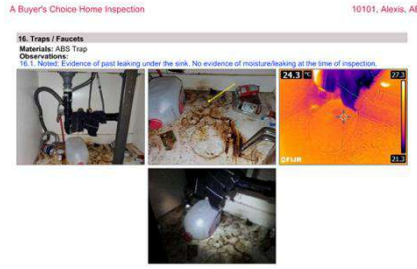 A Buyer's Choice Home Inspection
10101, Alexis, AB
16. Traps / Faucets
Materials: ABS Trap
Observations:
16.1. Noted: Evidence of past leaking under the sink. No evidence of moisture/leaking at the time of inspection.
24.3 °C
27.3
21.3